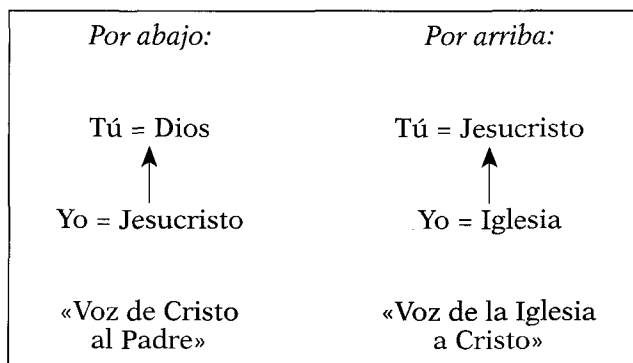 Por abajo:
Tú = Dios
Yo = Jesucristo
«Voz de Cristo
al Padre»
Por arriba:
Tú = Jesucristo
Yo = Iglesia
«Voz de la Iglesia
a Cristo»